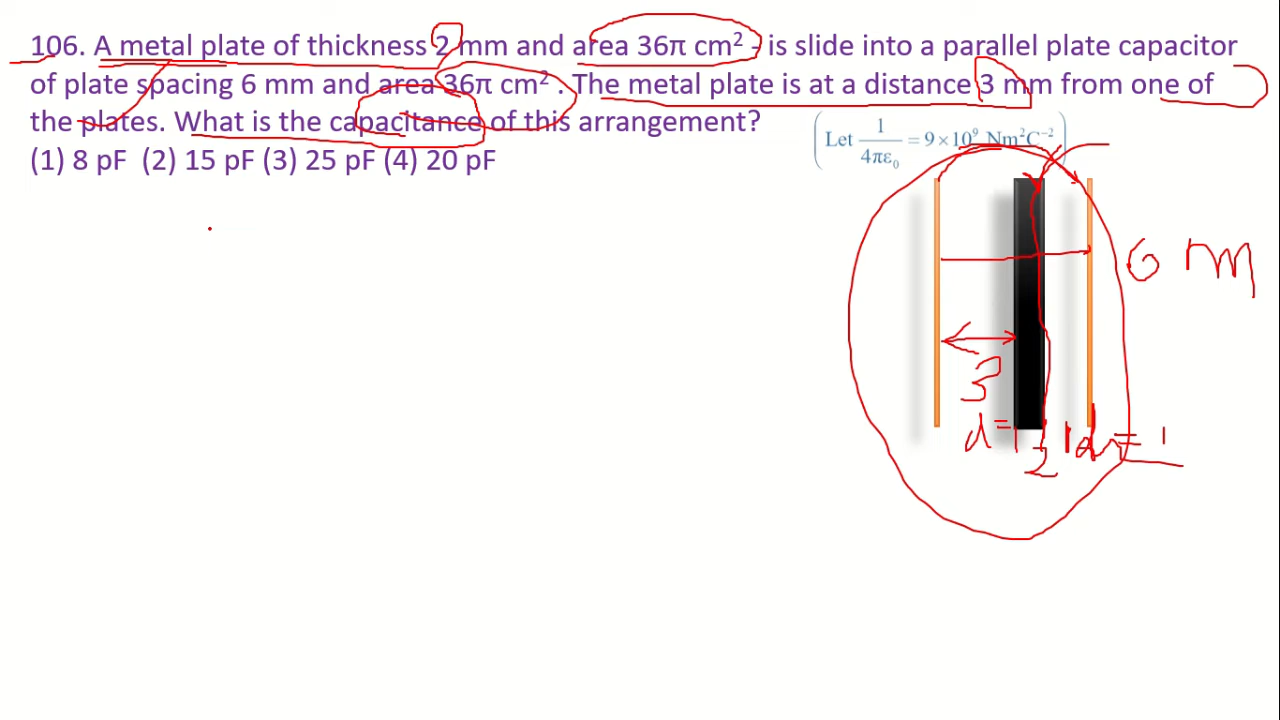 106. A metal plate of thickness 2 mm and area 36π cm² - is slide into a parallel plate capacitor
of plate spacing 6 mm and area 36π cm² . The metal plate is at a distance 3 mm from one of
the plates. What is the capacitance of this arrangement?
(Let 1/4πε₀ = 9×10⁹ Nm²C⁻²)
(1) 8 pF (2) 15 pF (3) 25 pF (4) 20 pF
6 m
3
d=1
2